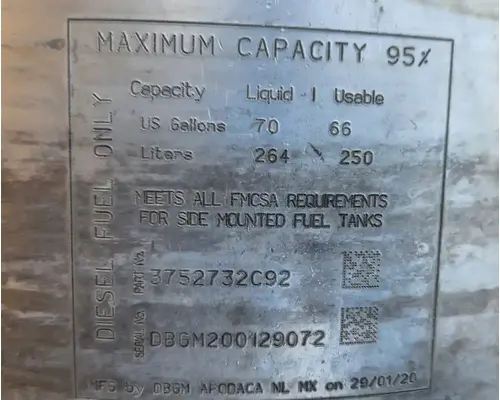 MAXIMUM CAPACITY 95%
Capacity Liquid - | Usable
US Gallons 70 66
Liters 264 \ 250
MEETS ALL FMCSA REQUIREMENTS
FOR SIDE MOUNTED FUEL TANKS
DIESEL FUEL ONLY
PART NO. 3752732C92
SERIAL NO. DBGM200129072
MFG by DBGM APODACA NL MX on 29/01/20